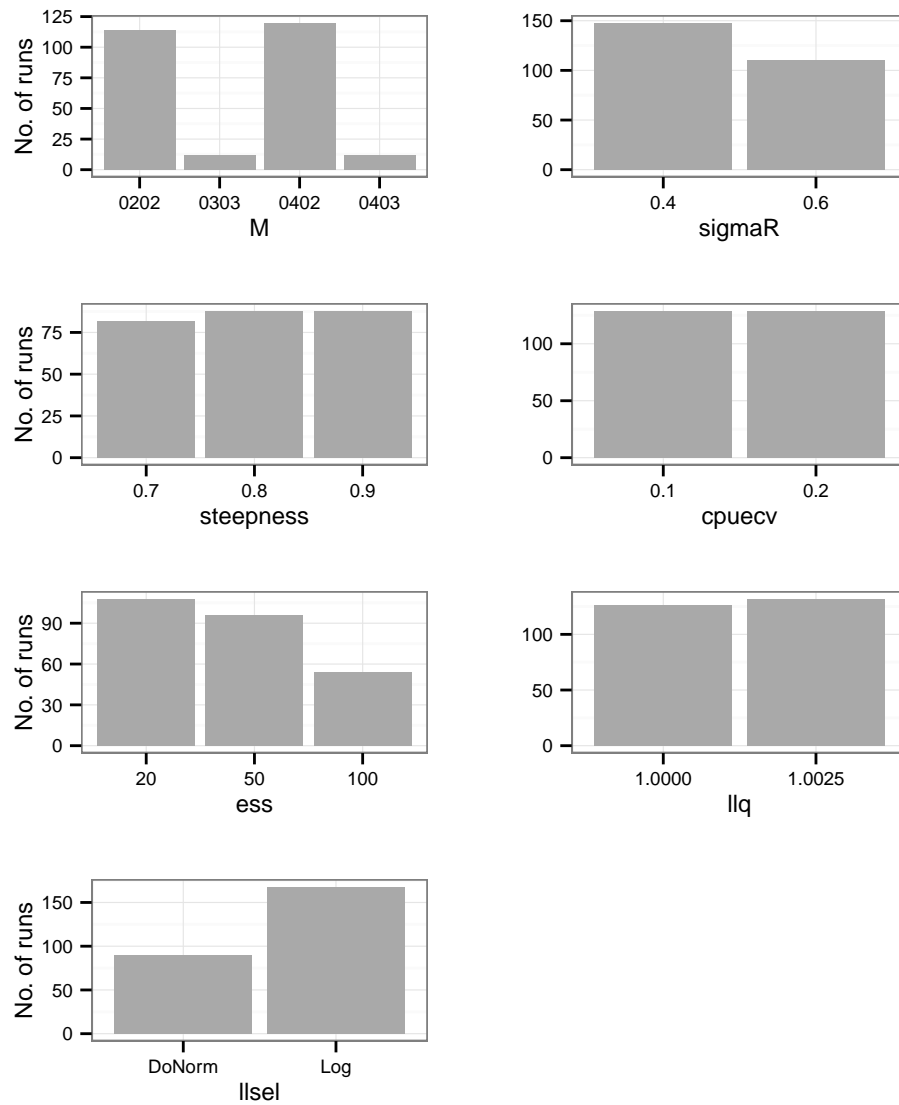 No. of runs
125
100
75
50
25
0
0202 0303 0402 0403
M
150
100
50
0
0.4 0.6
sigmaR
No. of runs
75
50
25
0
0.7 0.8 0.9
steepness
100
50
0
0.1 0.2
cpuecv
No. of runs
90
60
30
0
20 50 100
ess
100
50
0
1.0000 1.0025
llq
No. of runs
150
100
50
0
DoNorm Log
llsel